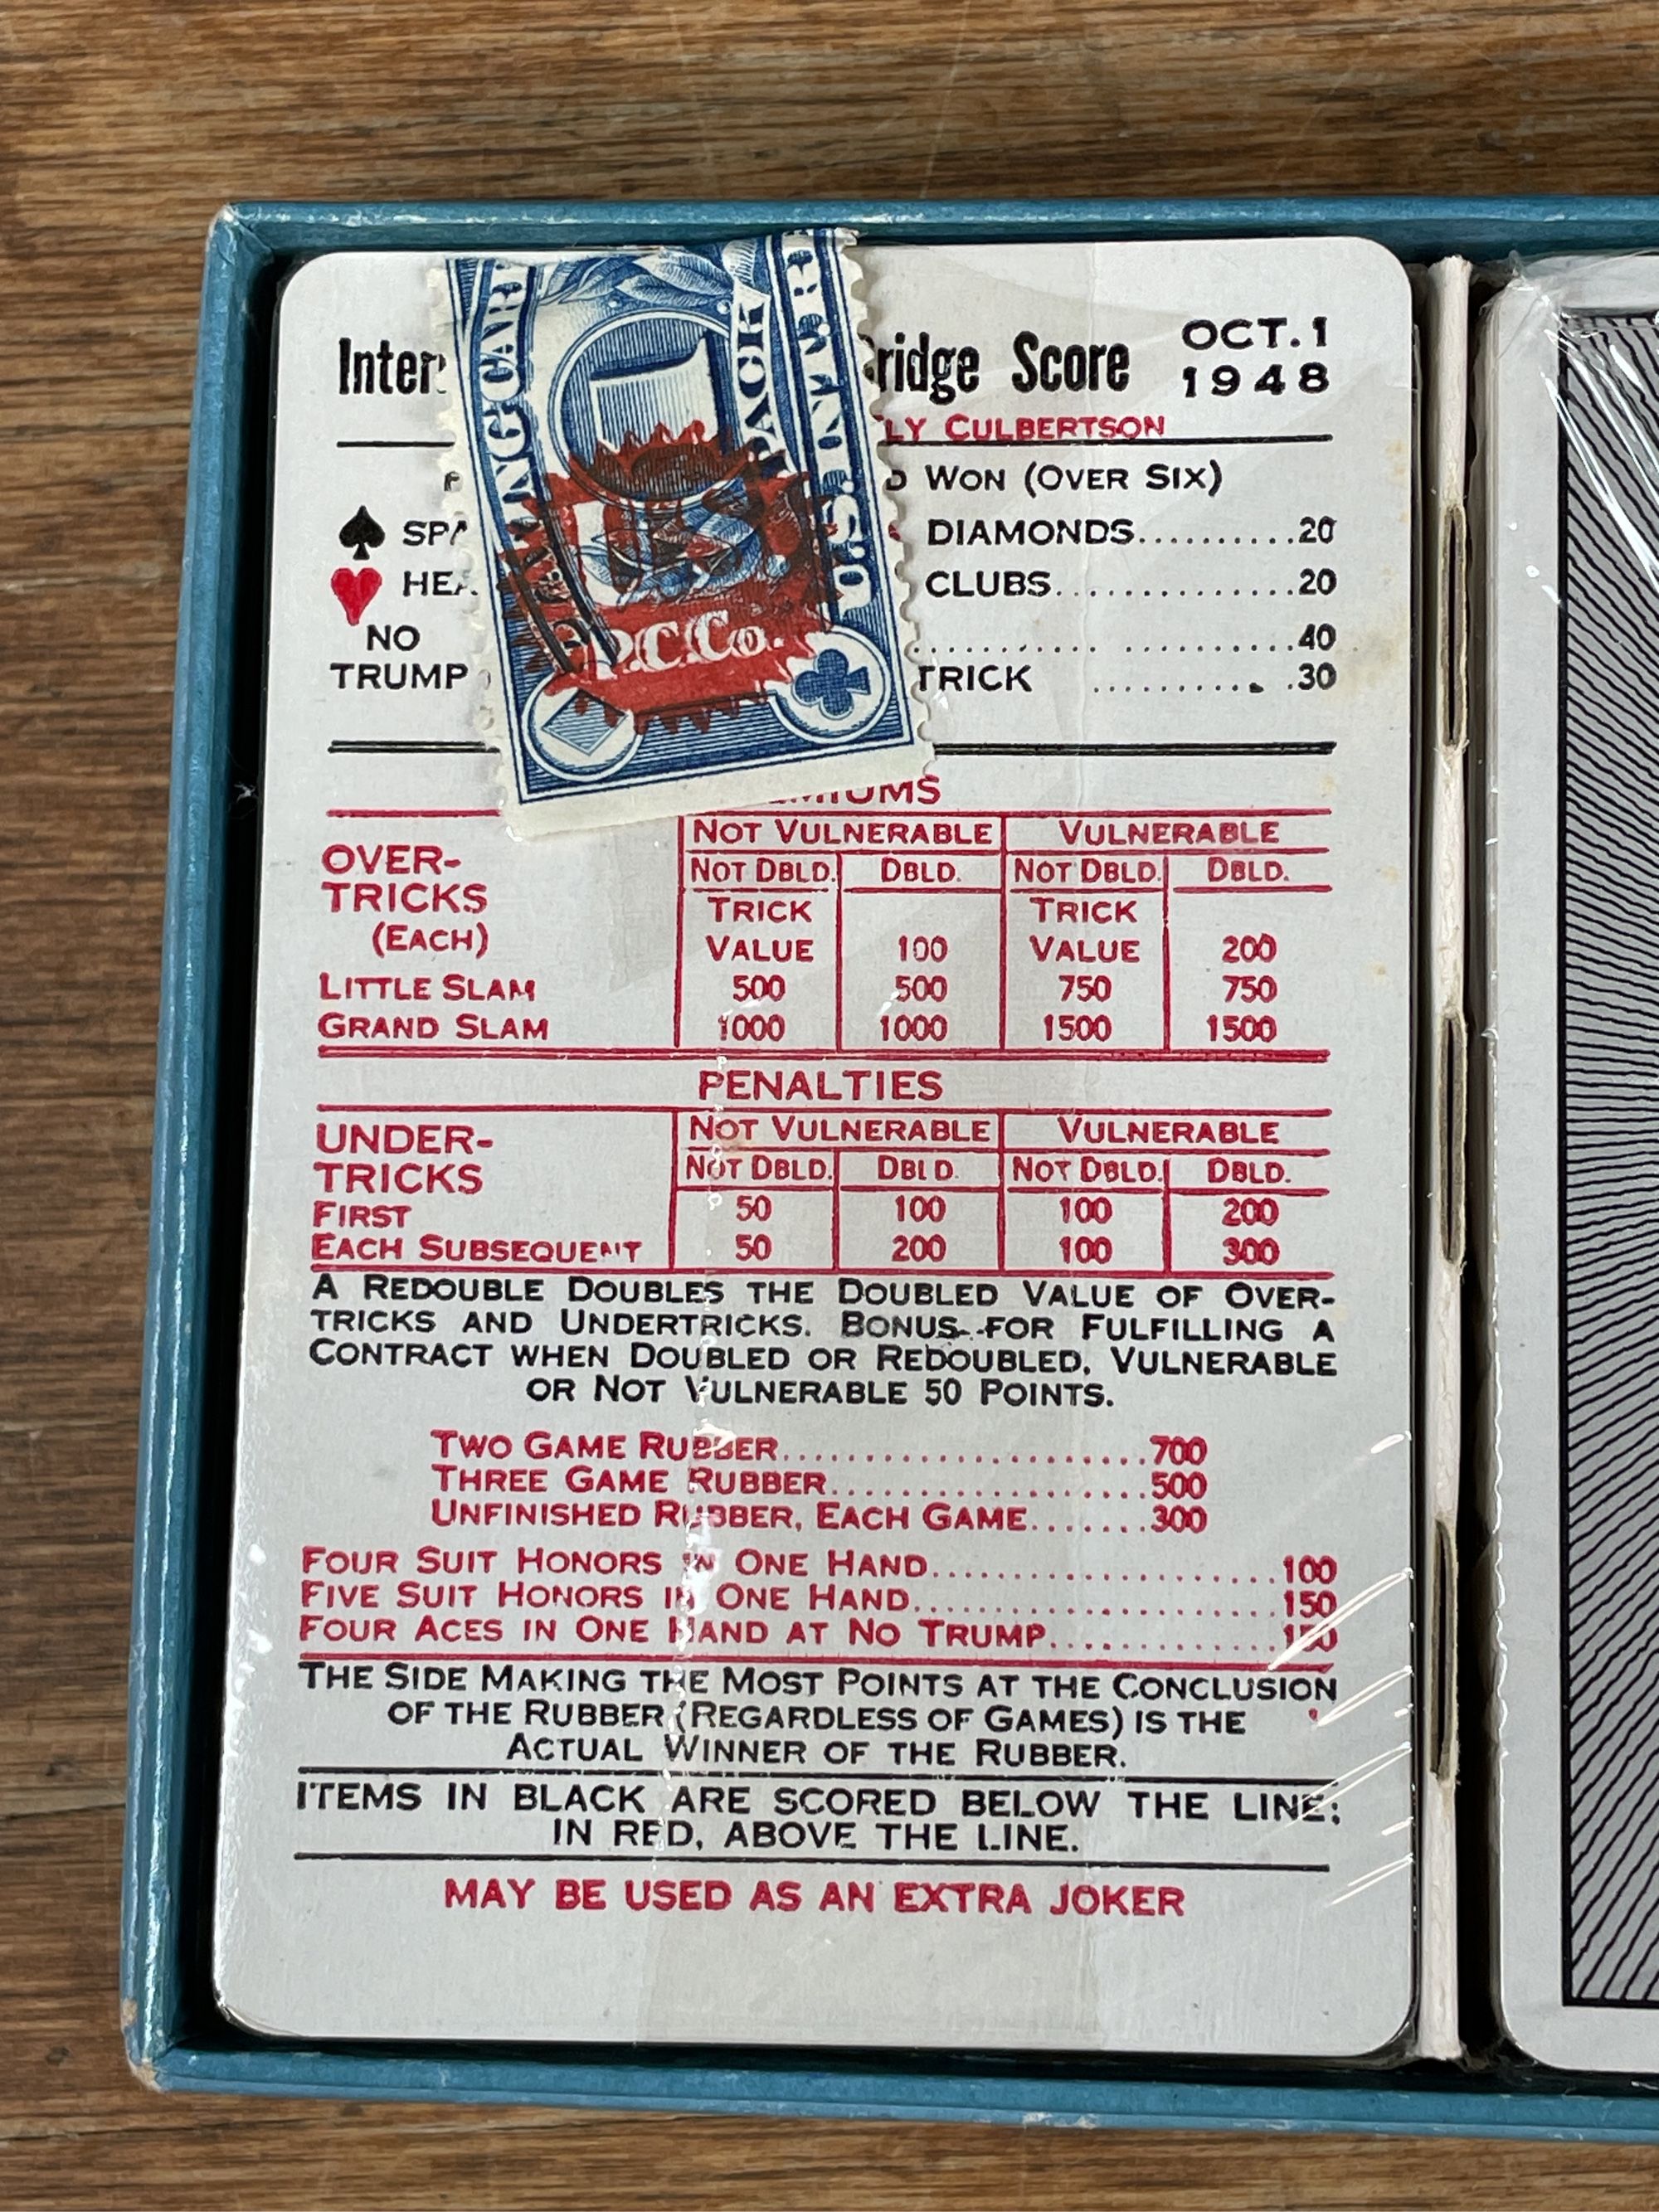 Bridge Score OCT. 1
1948
ELY CULBERTSON
WON (OVER SIX)
DIAMONDS..........20
CLUBS..............20
NO ..................40
TRUMP TRICK ...........30
PLAYING CARDS
PACK
U.S. INT. REV.
P.C.Co.
PREMIUMS
NOT VULNERABLE VULNERABLE
OVER- NOT DBLD. DBLD. NOT DBLD. DBLD.
TRICKS TRICK TRICK
(EACH) VALUE 100 VALUE 200
LITTLE SLAM 500 500 750 750
GRAND SLAM 1000 1000 1500 1500
PENALTIES
UNDER- NOT VULNERABLE VULNERABLE
TRICKS NOT DBLD. DBLD. NOT DBLD. DBLD.
FIRST 50 100 100 200
EACH SUBSEQUENT 50 200 100 300
A REDOUBLE DOUBLES THE DOUBLED VALUE OF OVER-
TRICKS AND UNDERTRICKS. BONUS FOR FULFILLING A
CONTRACT WHEN DOUBLED OR REDOUBLED, VULNERABLE
OR NOT VULNERABLE 50 POINTS.
TWO GAME RUBBER.....................700
THREE GAME RUBBER..................500
UNFINISHED RUBBER, EACH GAME.......300
FOUR SUIT HONORS IN ONE HAND.....................100
FIVE SUIT HONORS IN ONE HAND......................150
FOUR ACES IN ONE HAND AT NO TRUMP..............150
THE SIDE MAKING THE MOST POINTS AT THE CONCLUSION
OF THE RUBBER (REGARDLESS OF GAMES) IS THE
ACTUAL WINNER OF THE RUBBER.
ITEMS IN BLACK ARE SCORED BELOW THE LINE;
IN RED, ABOVE THE LINE.
MAY BE USED AS AN EXTRA JOKER